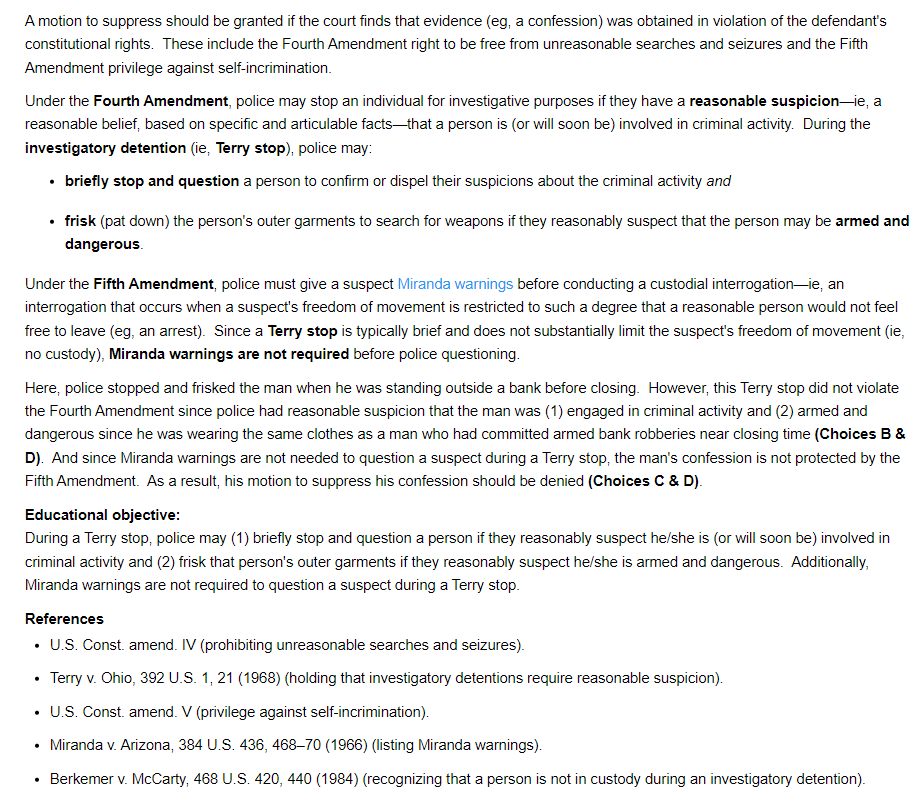 A motion to suppress should be granted if the court finds that evidence (eg, a confession) was obtained in violation of the defendant's
constitutional rights.  These include the Fourth Amendment right to be free from unreasonable searches and seizures and the Fifth
Amendment privilege against self-incrimination.
Under the Fourth Amendment, police may stop an individual for investigative purposes if they have a reasonable suspicion—ie, a
reasonable belief, based on specific and articulable facts—that a person is (or will soon be) involved in criminal activity.  During the
investigatory detention (ie, Terry stop), police may:
• briefly stop and question a person to confirm or dispel their suspicions about the criminal activity and
• frisk (pat down) the person's outer garments to search for weapons if they reasonably suspect that the person may be armed and
dangerous.
Under the Fifth Amendment, police must give a suspect Miranda warnings before conducting a custodial interrogation—ie, an
interrogation that occurs when a suspect's freedom of movement is restricted to such a degree that a reasonable person would not feel
free to leave (eg, an arrest).  Since a Terry stop is typically brief and does not substantially limit the suspect's freedom of movement (ie,
no custody), Miranda warnings are not required before police questioning.
Here, police stopped and frisked the man when he was standing outside a bank before closing.  However, this Terry stop did not violate
the Fourth Amendment since police had reasonable suspicion that the man was (1) engaged in criminal activity and (2) armed and
dangerous since he was wearing the same clothes as a man who had committed armed bank robberies near closing time (Choices B &
D).  And since Miranda warnings are not needed to question a suspect during a Terry stop, the man's confession is not protected by the
Fifth Amendment.  As a result, his motion to suppress his confession should be denied (Choices C & D).
Educational objective:
During a Terry stop, police may (1) briefly stop and question a person if they reasonably suspect he/she is (or will soon be) involved in
criminal activity and (2) frisk that person's outer garments if they reasonably suspect he/she is armed and dangerous.  Additionally,
Miranda warnings are not required to question a suspect during a Terry stop.
References
• U.S. Const. amend. IV (prohibiting unreasonable searches and seizures).
• Terry v. Ohio, 392 U.S. 1, 21 (1968) (holding that investigatory detentions require reasonable suspicion).
• U.S. Const. amend. V (privilege against self-incrimination).
• Miranda v. Arizona, 384 U.S. 436, 468–70 (1966) (listing Miranda warnings).
• Berkemer v. McCarty, 468 U.S. 420, 440 (1984) (recognizing that a person is not in custody during an investigatory detention).